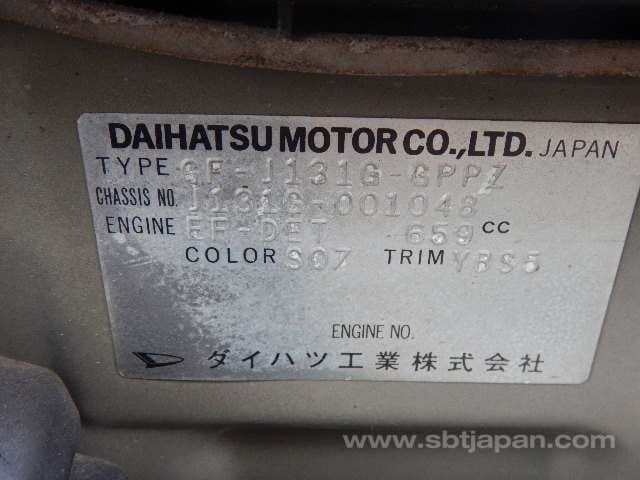 DAIHATSU MOTOR CO.,LTD. JAPAN
TYPE GF-J131G-GPPZ
CHASSIS NO. J131G-001048
ENGINE EF-DET 659 CC
COLOR S07 TRIM YBS5
ENGINE NO.
ダイハツ工業株式会社
www.sbtjapan.com